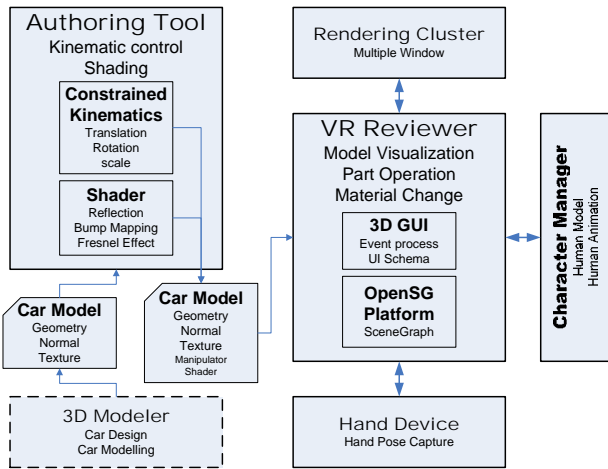 Authoring Tool
Kinematic control
Shading
Constrained
Kinematics
Translation
Rotation
scale
Shader
Reflection
Bump Mapping
Fresnel Effect
Car Model
Geometry
Normal
Texture
3D Modeler
Car Design
Car Modelling
Car Model
Geometry
Normal
Texture
Manipulator
Shader
Rendering Cluster
Multiple Window
VR Reviewer
Model Visualization
Part Operation
Material Change
3D GUI
Event process
UI Schema
OpenSG
Platform
SceneGraph
Hand Device
Hand Pose Capture
Character Manager
Human Model
Human Animation